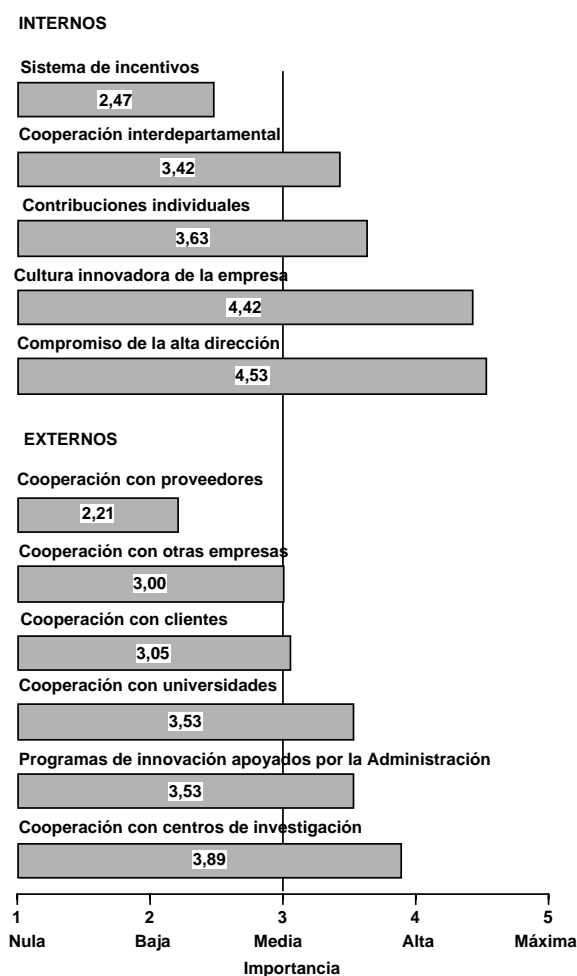 INTERNOS
Sistema de incentivos
2,47
Cooperación interdepartamental
3,42
Contribuciones individuales
3,63
Cultura innovadora de la empresa
4,42
Compromiso de la alta dirección
4,53
EXTERNOS
Cooperación con proveedores
2,21
Cooperación con otras empresas
3,00
Cooperación con clientes
3,05
Cooperación con universidades
3,53
Programas de innovación apoyados por la Administración
3,53
Cooperación con centros de investigación
3,89
1 2 3 4 5
Nula Baja Media Alta Máxima
Importancia